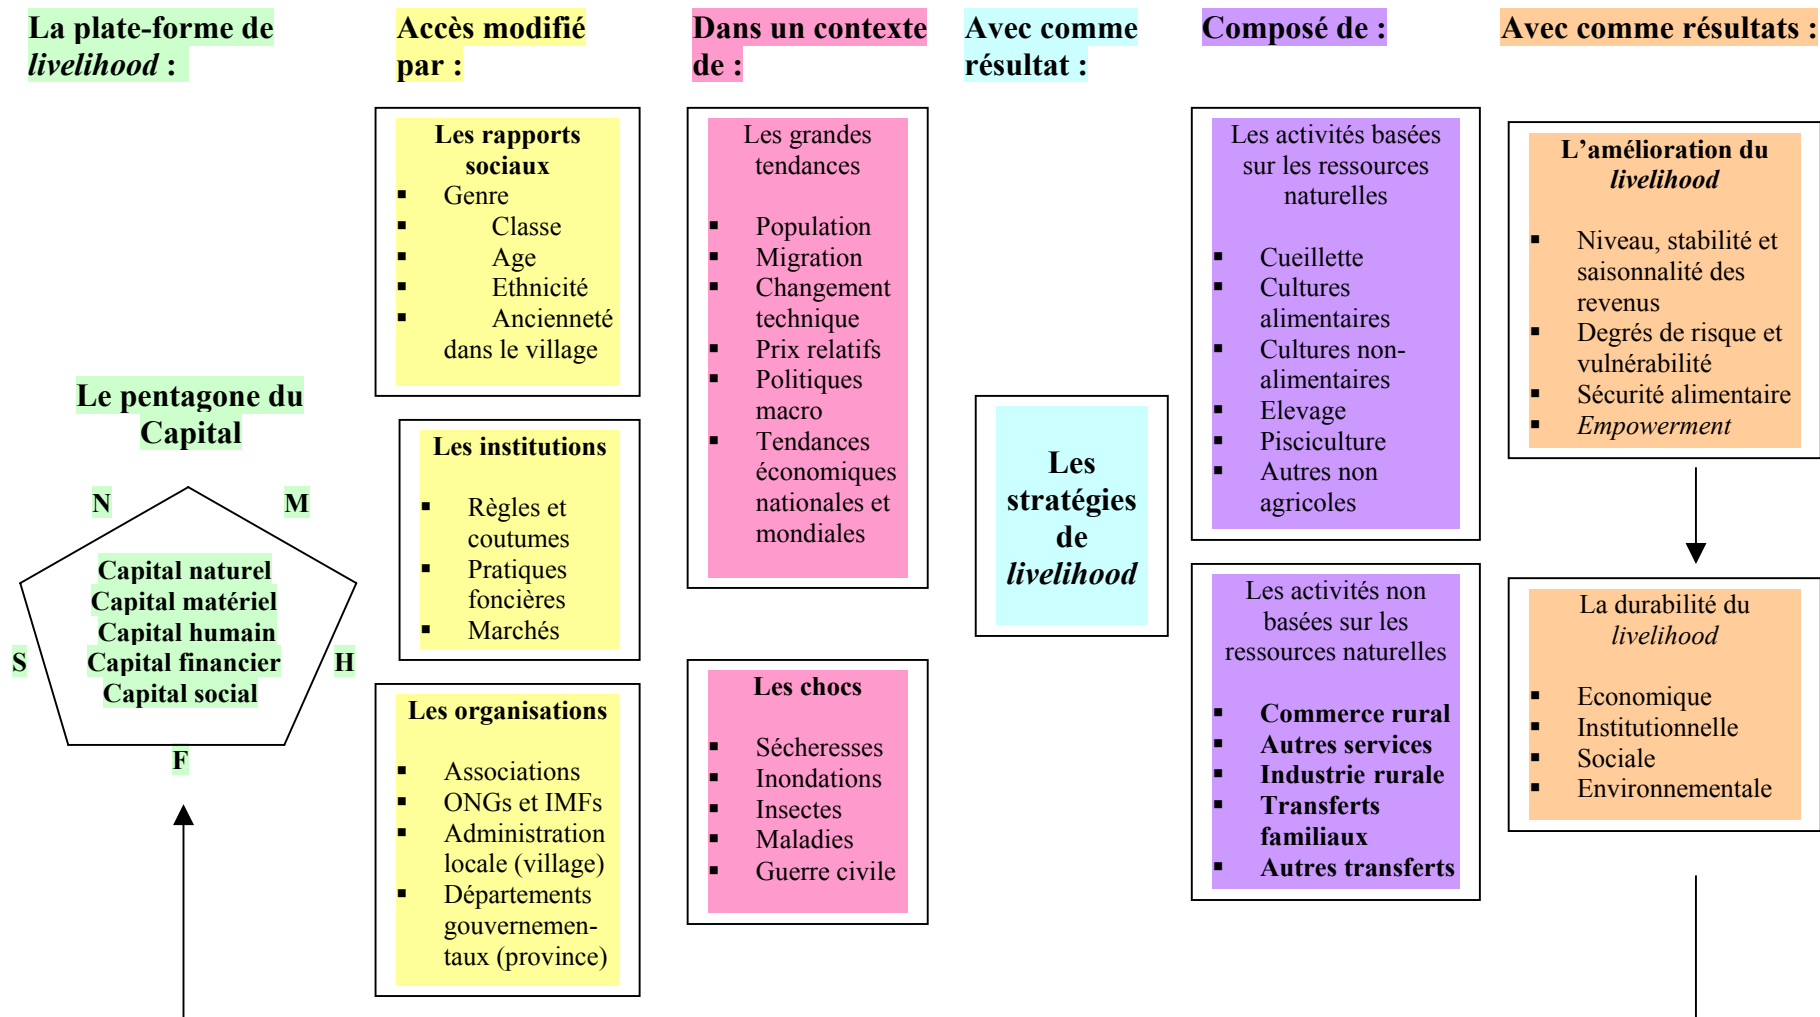 La plate-forme de
livelihood :
Le pentagone du
Capital
N
M
Capital naturel
Capital matériel
Capital humain
Capital financier
Capital social
S
H
F
Accès modifié
par :
Les rapports
sociaux
▪ Genre
▪ Classe
▪ Age
▪ Ethnicité
▪ Ancienneté
dans le village
Les institutions
▪ Règles et
coutumes
▪ Pratiques
foncières
▪ Marchés
Les organisations
▪ Associations
▪ ONGs et IMFs
▪ Administration
locale (village)
▪ Départements
gouvernemen-
taux (province)
Dans un contexte
de :
Les grandes
tendances
▪ Population
▪ Migration
▪ Changement
technique
▪ Prix relatifs
▪ Politiques
macro
▪ Tendances
économiques
nationales et
mondiales
Les chocs
▪ Sécheresses
▪ Inondations
▪ Insectes
▪ Maladies
▪ Guerre civile
Avec comme
résultat :
Les
stratégies
de
livelihood
Composé de :
Les activités basées
sur les ressources
naturelles
▪ Cueillette
▪ Cultures
alimentaires
▪ Cultures non-
alimentaires
▪ Elevage
▪ Pisciculture
▪ Autres non
agricoles
Les activités non
basées sur les
ressources naturelles
▪ Commerce rural
▪ Autres services
▪ Industrie rurale
▪ Transferts
familiaux
▪ Autres transferts
Avec comme résultats :
L’amélioration du
livelihood
▪ Niveau, stabilité et
saisonnalité des
revenus
▪ Degrés de risque et
vulnérabilité
▪ Sécurité alimentaire
▪ Empowerment
La durabilité du
livelihood
▪ Economique
▪ Institutionnelle
▪ Sociale
▪ Environnementale